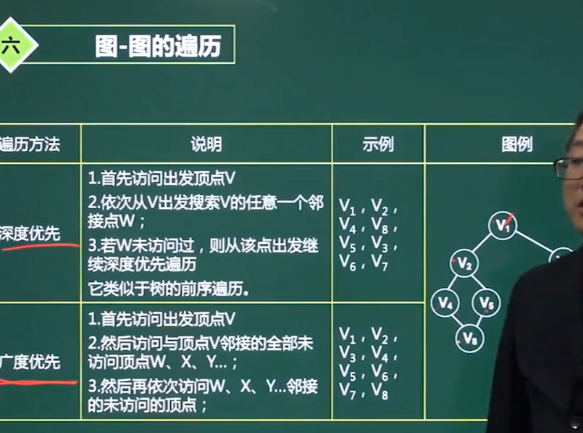 六
图-图的遍历
遍历方法
说明
示例
图例
深度优先
1.首先访问出发顶点V
2.依次从V出发搜索V的任意一个邻
接点W；
3.若W未访问过，则从该点出发继
续深度优先遍历
它类似于树的前序遍历。
V1，V2，
V4，V8，
V5，V3，
V6，V7
广度优先
1.首先访问出发顶点V
2.然后访问与顶点V邻接的全部未
访问顶点W、X、Y...；
3.然后再依次访问W、X、Y...邻接
的未访问的顶点；
V1，V2，
V3，V4，
V5，V6，
V7，V8
V1
V2
V4
V5
V8